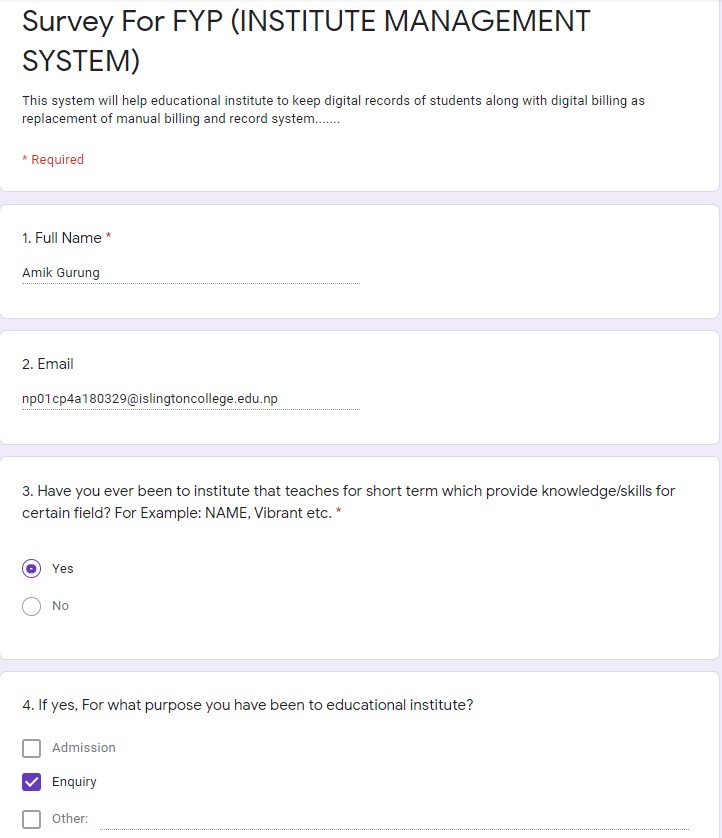 Survey For FYP (INSTITUTE MANAGEMENT
SYSTEM)
This system will help educational institute to keep digital records of students along with digital billing as
replacement of manual billing and record system.......
* Required
1. Full Name *
Amik Gurung
2. Email
np01cp4a180329@islingtoncollege.edu.np
3. Have you ever been to institute that teaches for short term which provide knowledge/skills for
certain field? For Example: NAME, Vibrant etc. *
Yes
No
4. If yes, For what purpose you have been to educational institute?
Admission
Enquiry
Other: